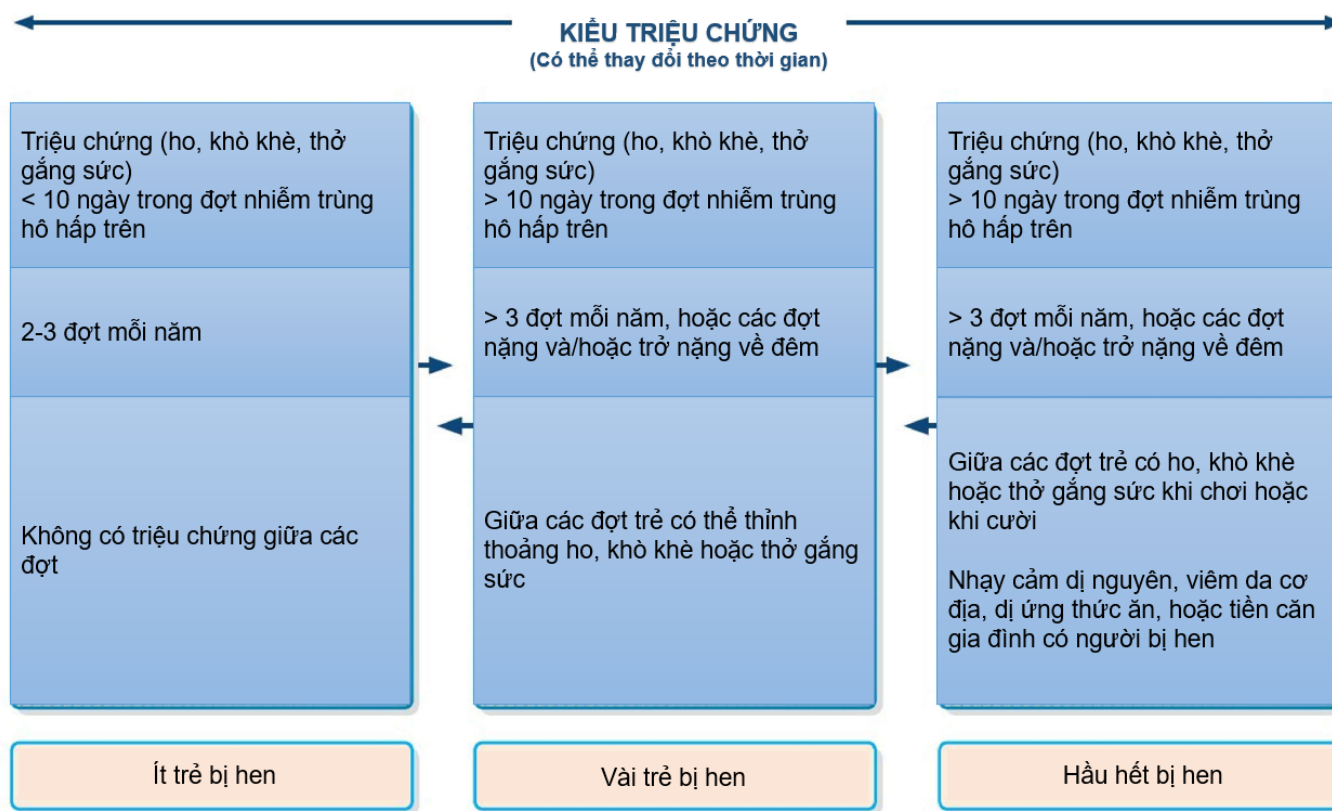 KIỂU TRIỆU CHỨNG
(Có thể thay đổi theo thời gian)
Triệu chứng (ho, khò khè, thở
gắng sức)
< 10 ngày trong đợt nhiễm trùng
hô hấp trên
2-3 đợt mỗi năm
Không có triệu chứng giữa các
đợt
Ít trẻ bị hen
Triệu chứng (ho, khò khè, thở
gắng sức)
> 10 ngày trong đợt nhiễm trùng
hô hấp trên
> 3 đợt mỗi năm, hoặc các đợt
nặng và/hoặc trở nặng về đêm
Giữa các đợt trẻ có thể thỉnh
thoảng ho, khò khè hoặc thở gắng
sức
Vài trẻ bị hen
Triệu chứng (ho, khò khè, thở
gắng sức)
> 10 ngày trong đợt nhiễm trùng
hô hấp trên
> 3 đợt mỗi năm, hoặc các đợt
nặng và/hoặc trở nặng về đêm
Giữa các đợt trẻ có ho, khò khè
hoặc thở gắng sức khi chơi hoặc
khi cười
Nhạy cảm dị nguyên, viêm da cơ
địa, dị ứng thức ăn, hoặc tiền căn
gia đình có người bị hen
Hầu hết bị hen